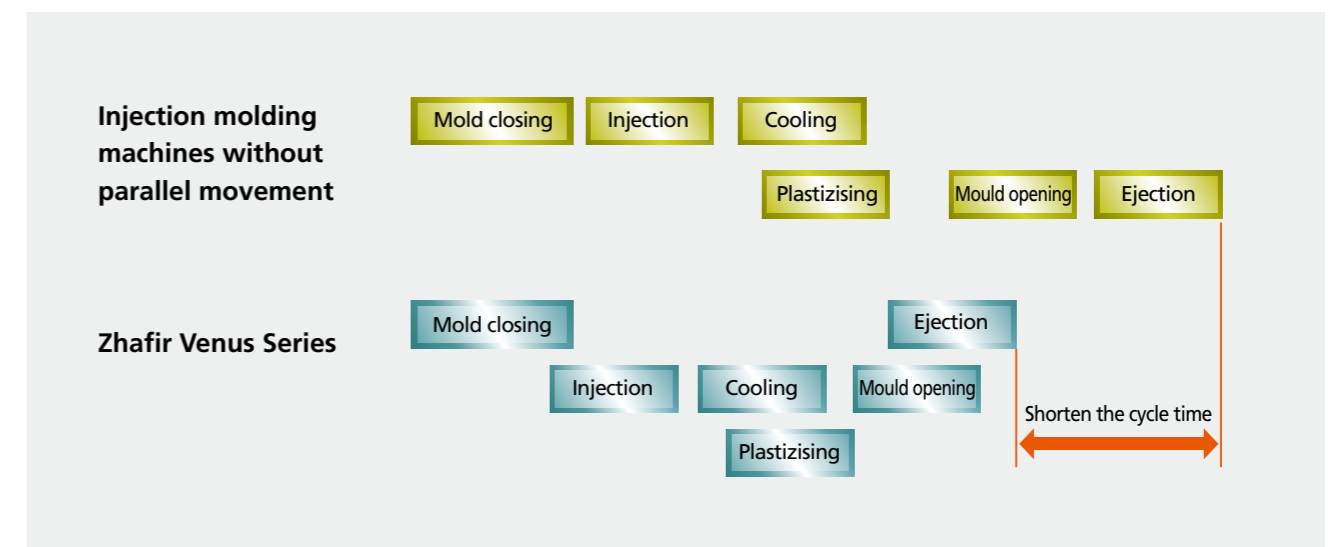 Injection molding
machines without
parallel movement
Mold closing
Injection
Cooling
Plastizising
Mould opening
Ejection
Zhafir Venus Series
Mold closing
Ejection
Injection
Cooling
Mould opening
Plastizising
Shorten the cycle time